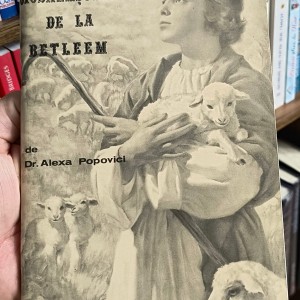 DE LA
BETLEEM
de
Dr. Alexa Popovici